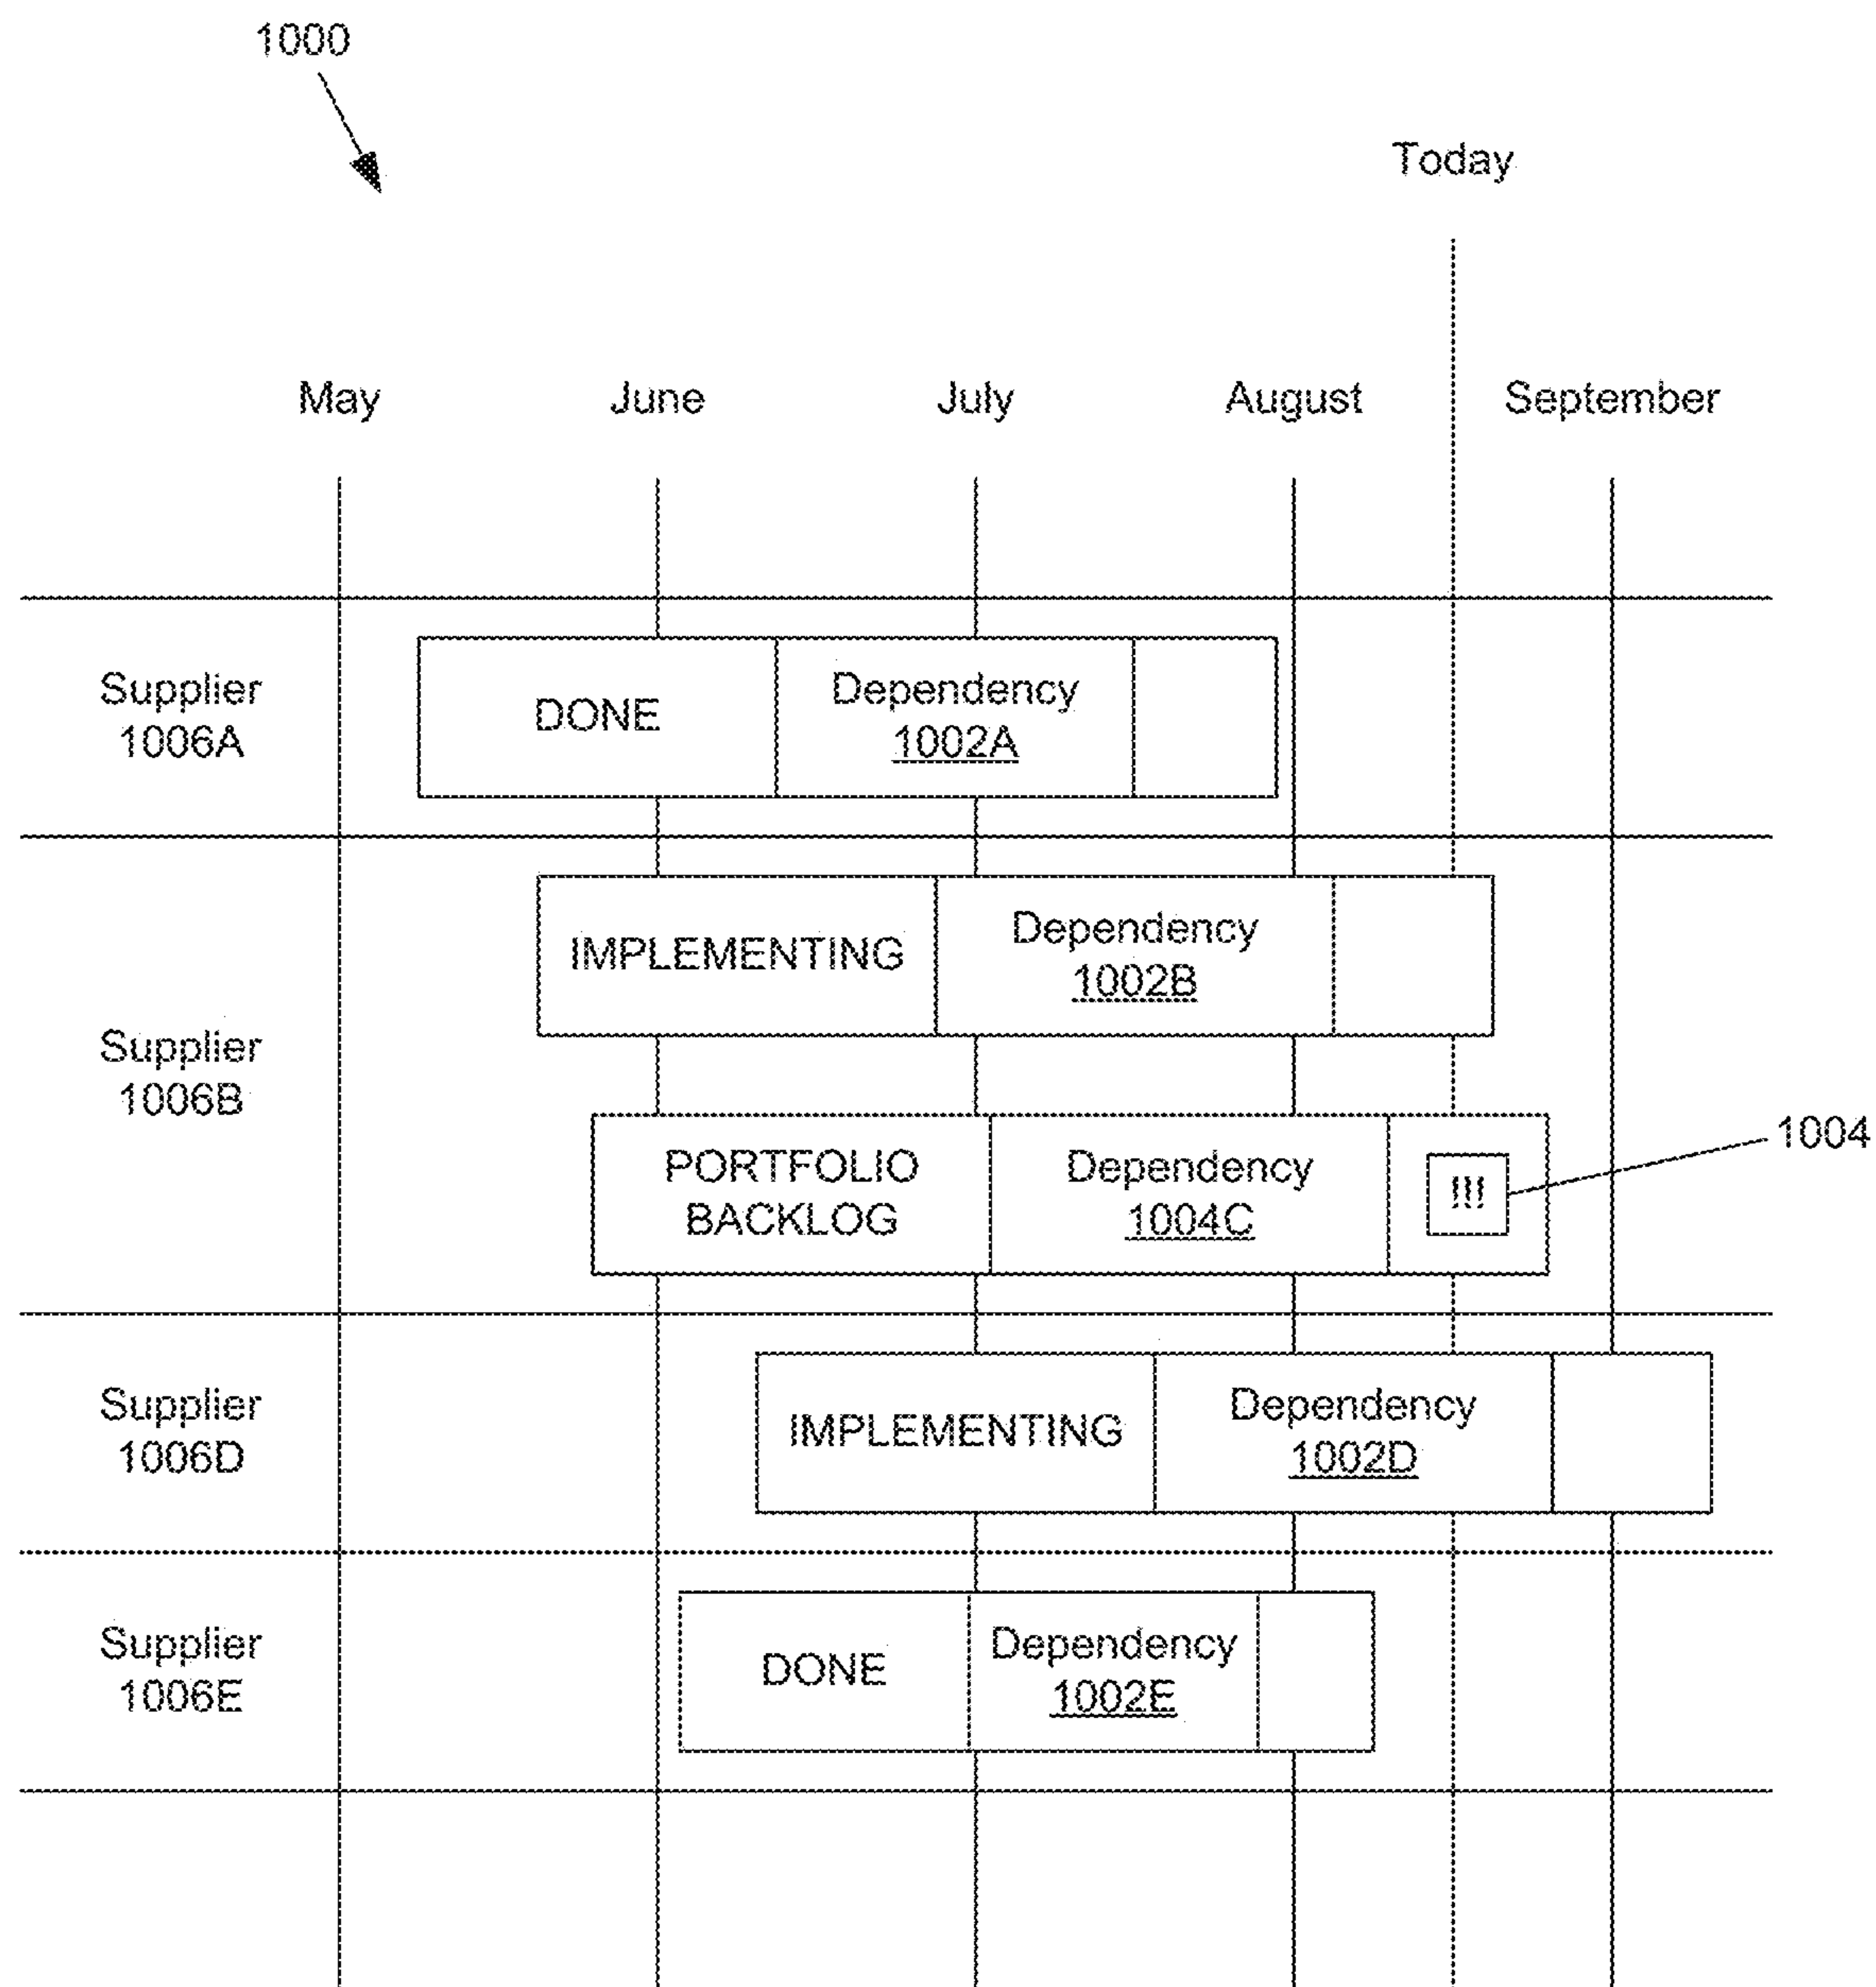 1000
Today
May
June
July
August
September
Supplier
1006A
DONE
Dependency
1002A
Supplier
1006B
IMPLEMENTING
Dependency
1002B
PORTFOLIO
BACKLOG
Dependency
1004C
!!!
1004
Supplier
1006D
IMPLEMENTING
Dependency
1002D
Supplier
1006E
DONE
Dependency
1002E